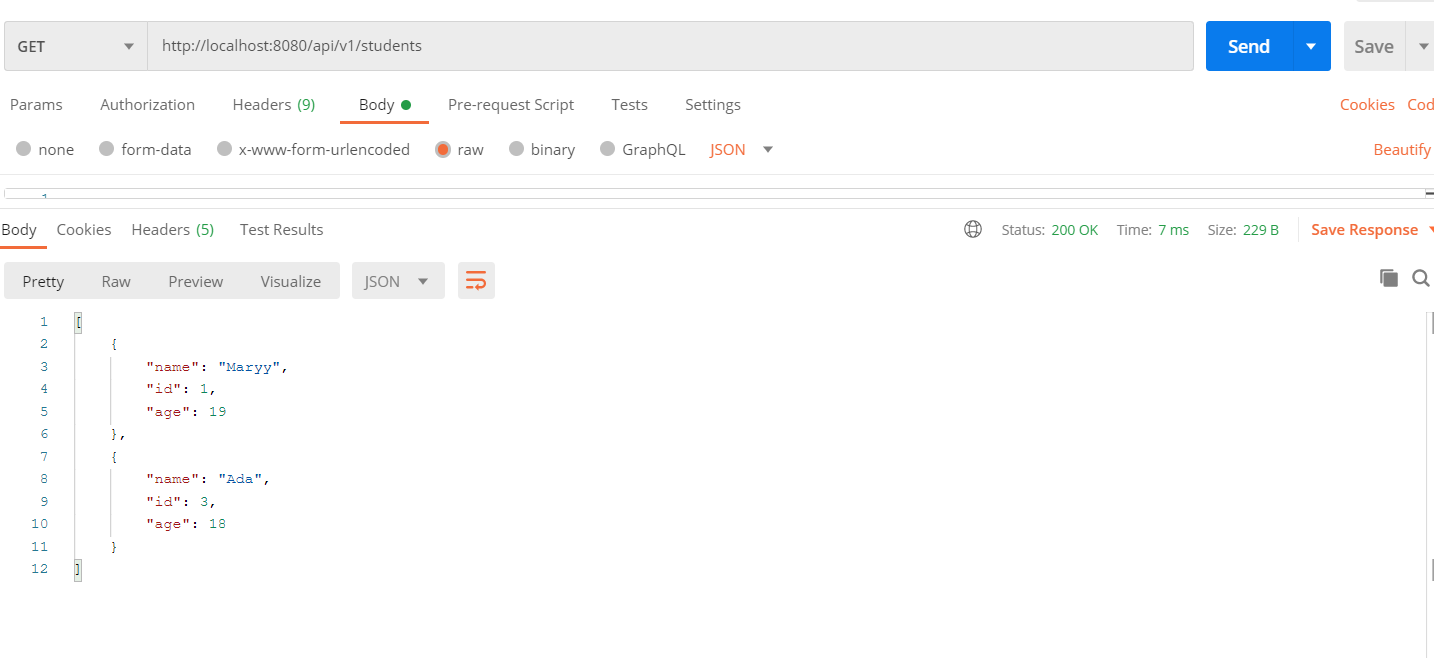 GET http://localhost:8080/api/v1/students Send Save
Params Authorization Headers (9) Body Pre-request Script Tests Settings Cookies Cod
none form-data x-www-form-urlencoded raw binary GraphQL JSON Beautify
1
Body Cookies Headers (5) Test Results Status: 200 OK Time: 7 ms Size: 229 B Save Response
Pretty Raw Preview Visualize JSON
1 [
2 {
3 "name": "Maryy",
4 "id": 1,
5 "age": 19
6 },
7 {
8 "name": "Ada",
9 "id": 3,
10 "age": 18
11 }
12 ]